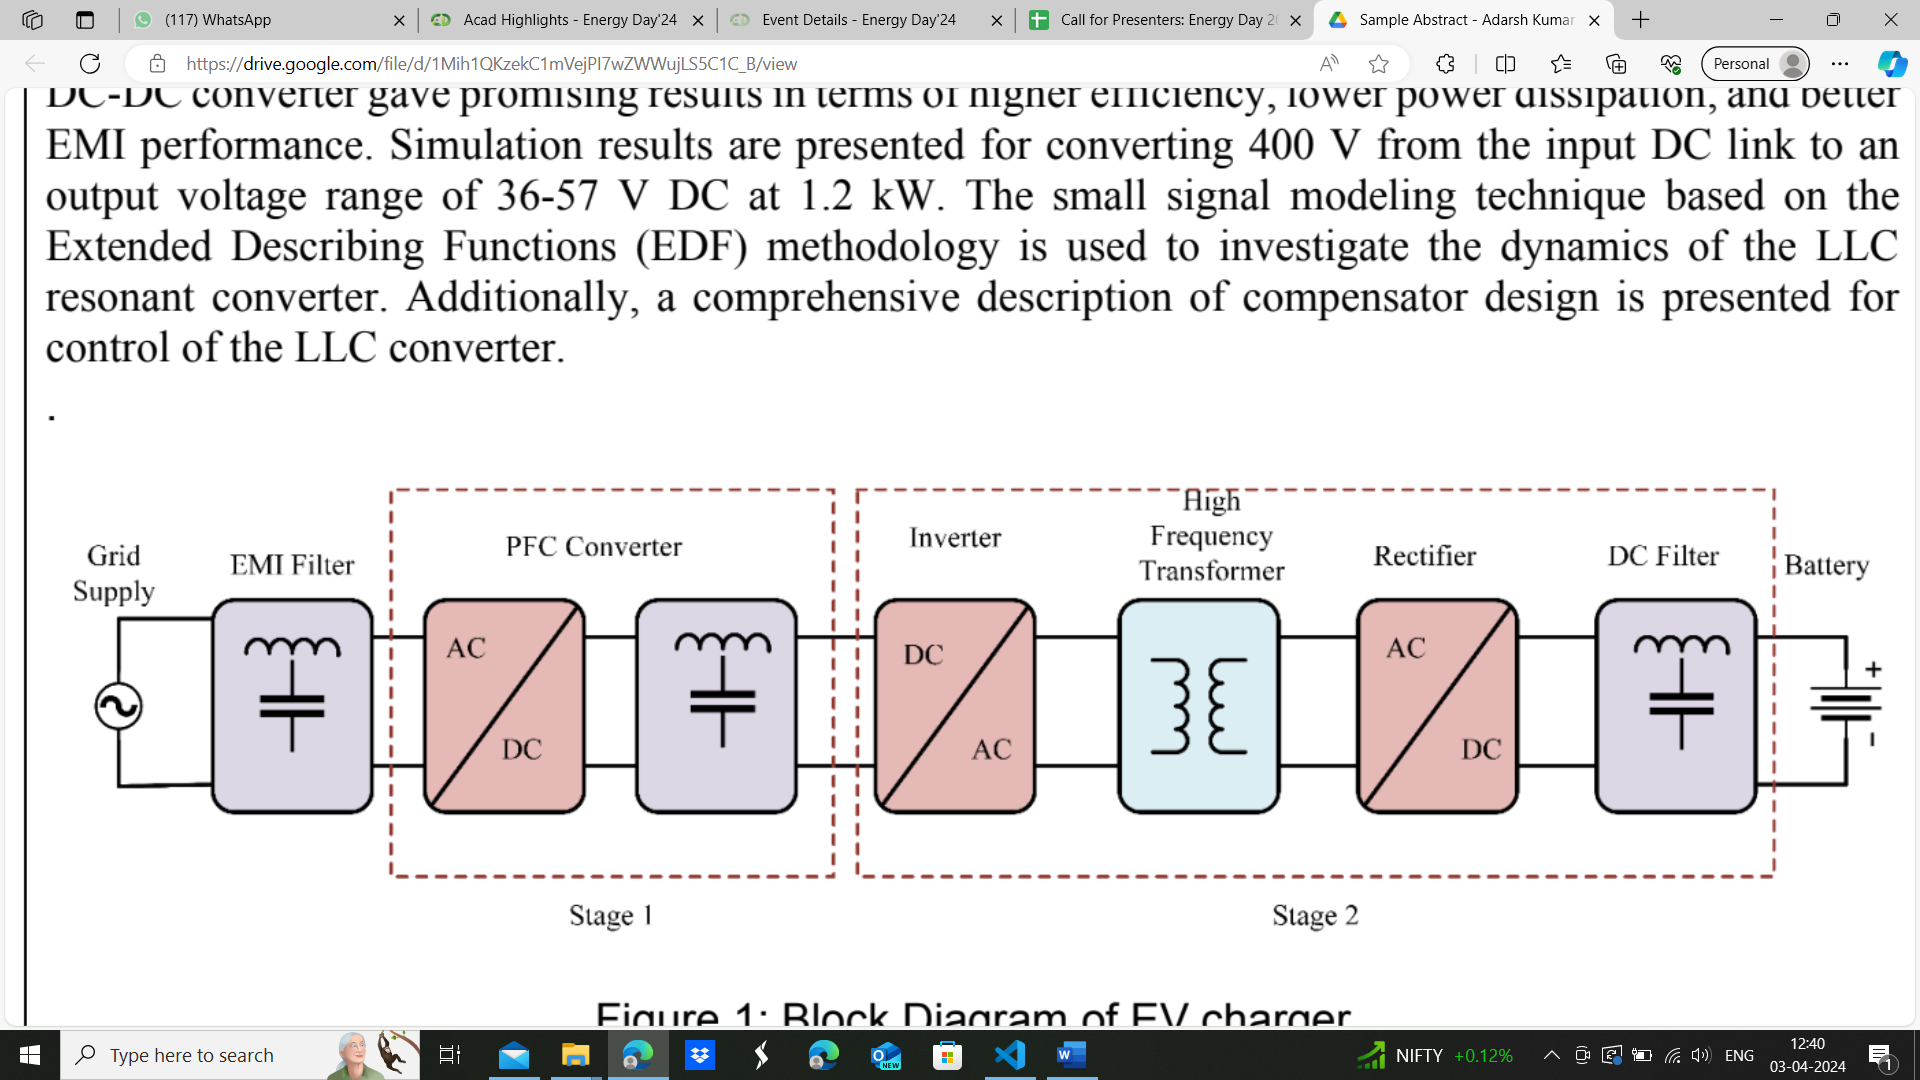 (117) WhatsApp
Acad Highlights - Energy Day'24
Event Details - Energy Day'24
Call for Presenters: Energy Day 20
Sample Abstract - Adarsh Kumar
https://drive.google.com/file/d/1Mih1QKzekC1mVejPI7wZWWujLS5C1C_B/view
Personal
DC-DC converter gave promising results in terms of higher efficiency, lower power dissipation, and better
EMI performance. Simulation results are presented for converting 400 V from the input DC link to an
output voltage range of 36-57 V DC at 1.2 kW. The small signal modeling technique based on the
Extended Describing Functions (EDF) methodology is used to investigate the dynamics of the LLC
resonant converter. Additionally, a comprehensive description of compensator design is presented for
control of the LLC converter.
.
Grid
Supply
EMI Filter
PFC Converter
Inverter
High
Frequency
Transformer
Rectifier
DC Filter
Battery
AC
DC
DC
AC
AC
DC
+
Stage 1
Stage 2
Figure 1: Block Diagram of EV charger
Type here to search
NEW
NIFTY +0.12%
ENG
12:40
03-04-2024
1